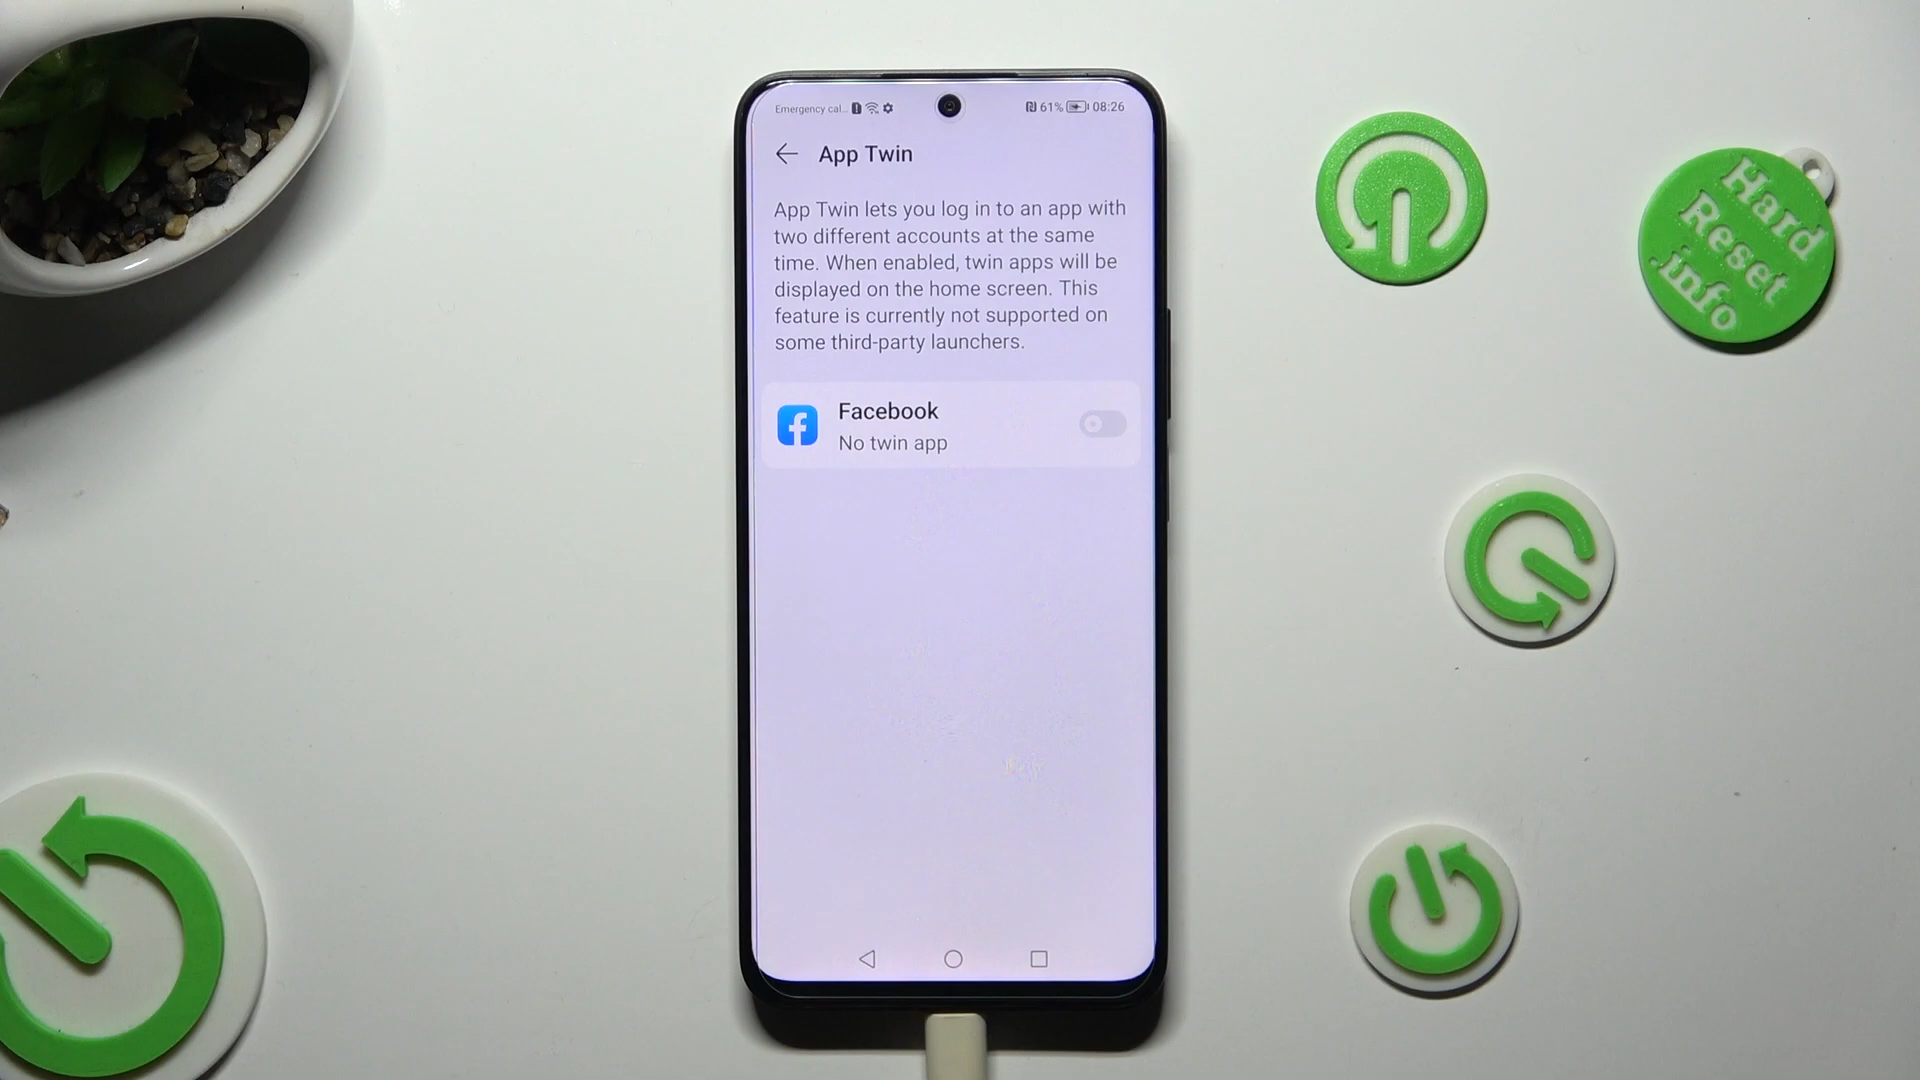 Emergency cal... 61% 08:26
App Twin
App Twin lets you log in to an app with
two different accounts at the same
time. When enabled, twin apps will be
displayed on the home screen. This
feature is currently not supported on
some third-party launchers.
Facebook
No twin app
Hard
Reset
.info